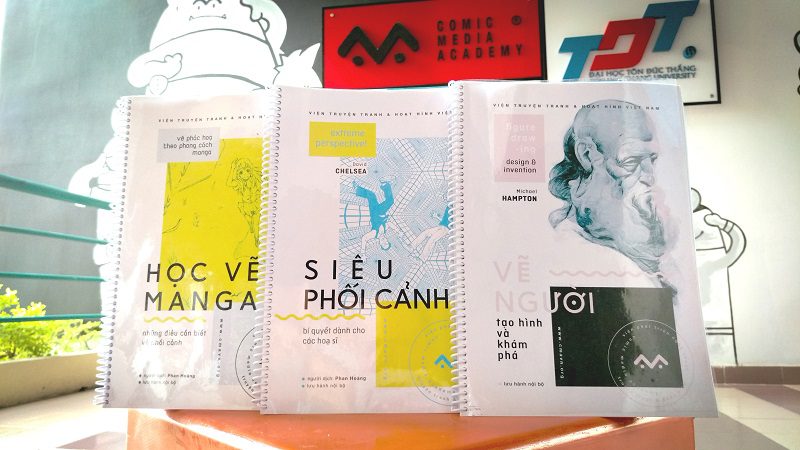 COMIC
MEDIA
ACADEMY
TDT
ĐẠI HỌC TÔN ĐỨC THẮNG
VIỆN TRUYỆN TRANH & HOẠT HÌNH VIỆT
vẽ phác hoạ
theo phong cách
manga
HỌC VẼ
MANGA
những điều cần biết
về phối cảnh
người dịch: Phan Hoàng
lưu hành nội bộ
VIỆN TRUYỆN TRANH & HOẠT HÌNH VIỆT
extreme
perspective!
David
CHELSEA
SIÊU
PHỐI CẢNH
bí quyết dành cho
các hoạ sĩ
người dịch: Phan Hoàng
lưu hành nội bộ
VIỆN TRUYỆN TRANH & HOẠT HÌNH VIỆT NAM
figure
draw
-ing
design &
invention
Michael
HAMPTON
VẼ
NGƯỜI
tạo hình
và
khám
phá
lưu hành nội bộ